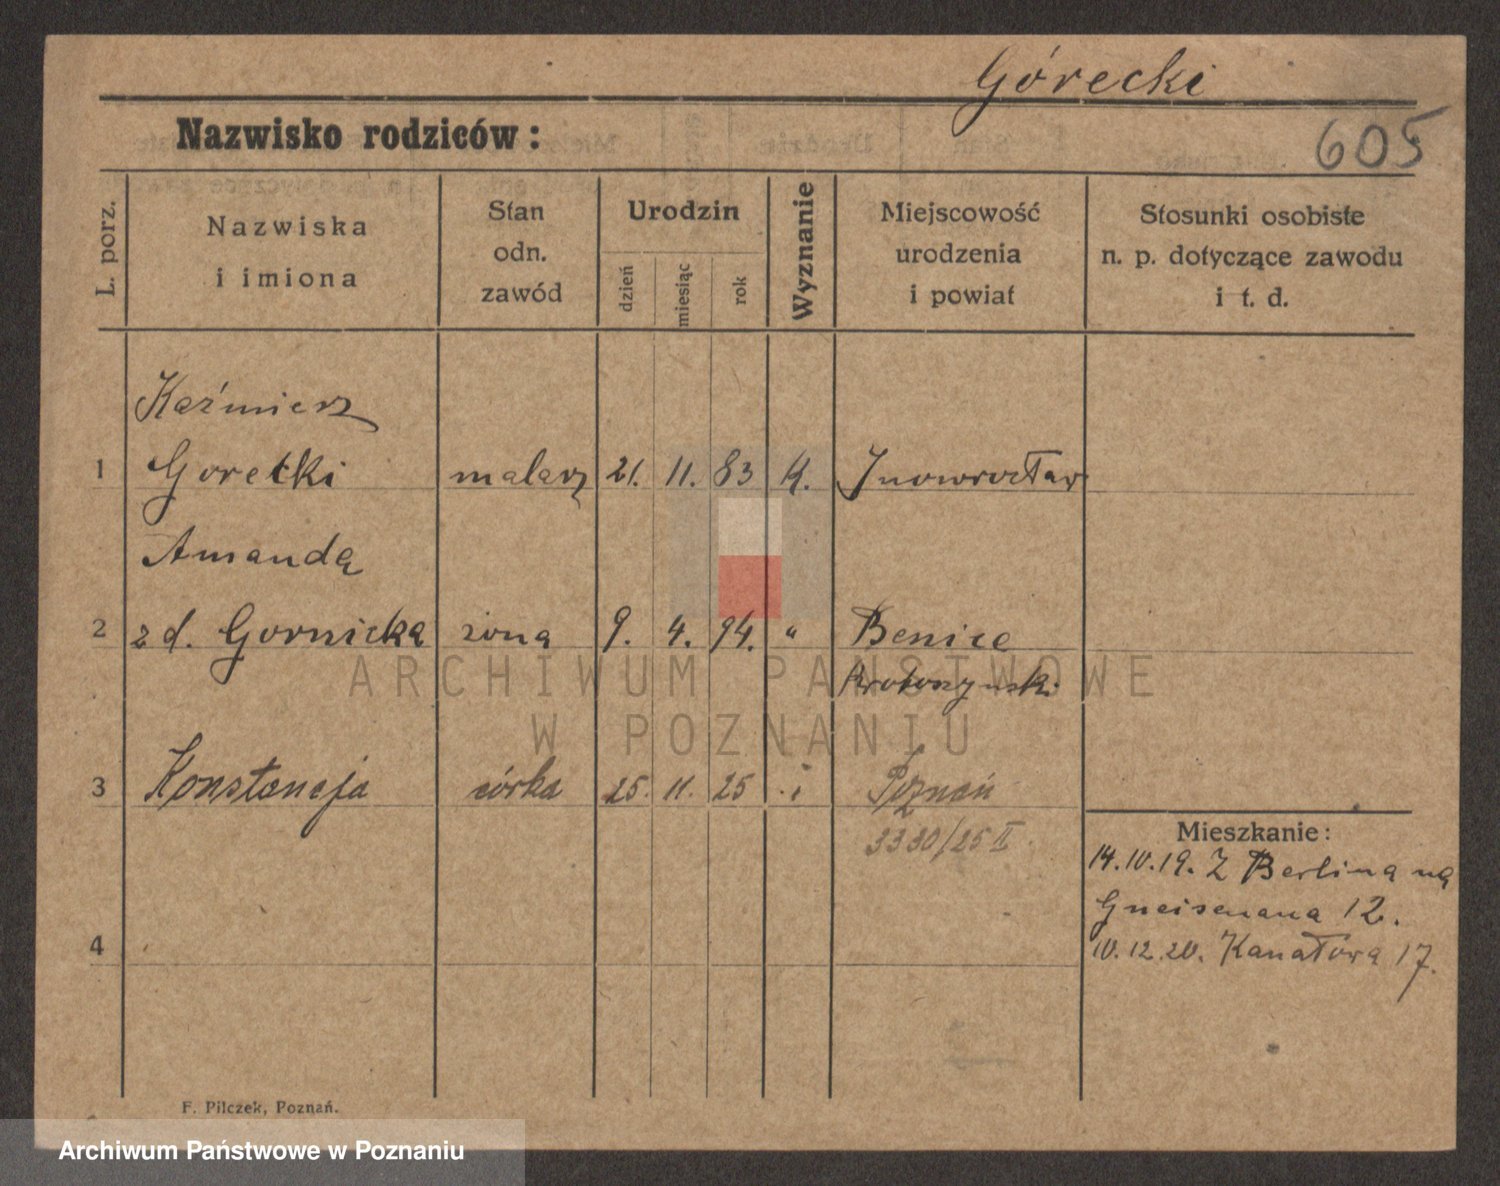 Górecki
Nazwisko rodziców:
605
L. porz.
Nazwiska
i imiona
Stan
odn.
zawód
Urodzin
dzień
miesiąc
rok
Wyznanie
Miejscowość
urodzenia
i powiat
Stosunki osobiste
n. p. dotyczące zawodu
i t. d.
Kaźmierz
1 Goretki malarz 21. 11. 83 K. Inowrocław
Amanda
2 z d. Gornicka żona 9. 4. 94. " Benice
Krotoszynski
3 Konstancja córka 25. 11. 25 Poznań
3330/25 II
Mieszkanie:
14.10.19. Z Berlina na
Gneisenaua 12.
10.12.20. Kanałowa 17.
4
F. Pilczek, Poznań.
ARCHIWUM PAŃSTWOWE
W POZNANIU
Archiwum Państwowe w Poznaniu